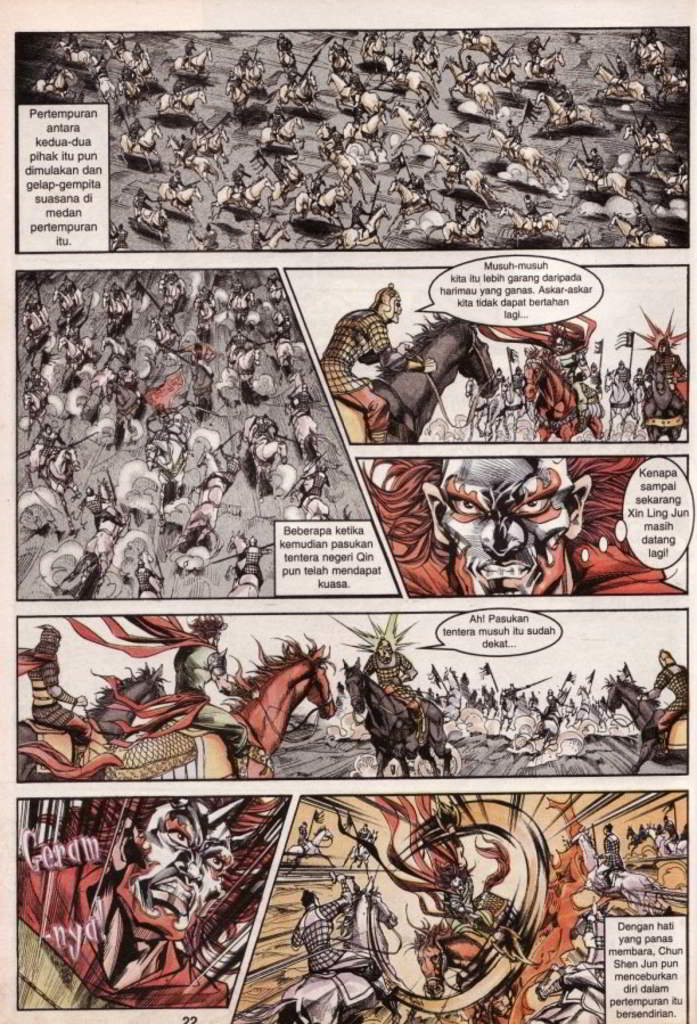 Pertempuran
antara
kedua-dua
pihak itu pun
dimulakan dan
gelap-gempita
suasana di
medan
pertempuran
itu.
Musuh-musuh
kita itu lebih garang daripada
harimau yang ganas. Askar-askar
kita tidak dapat bertahan
lagi...
Beberapa ketika
kemudian pasukan
tentera negeri Qin
pun telah mendapat
kuasa.
Kenapa
sampai
sekarang
Xin Ling Jun
masih
datang
lagi!
Ah! Pasukan
tentera musuh itu sudah
dekat...
Geram
-nya!
Dengan hati
yang panas
membara, Chun
Shen Jun pun
menceburkan
diri dalam
pertempuran itu
bersendirian.
22